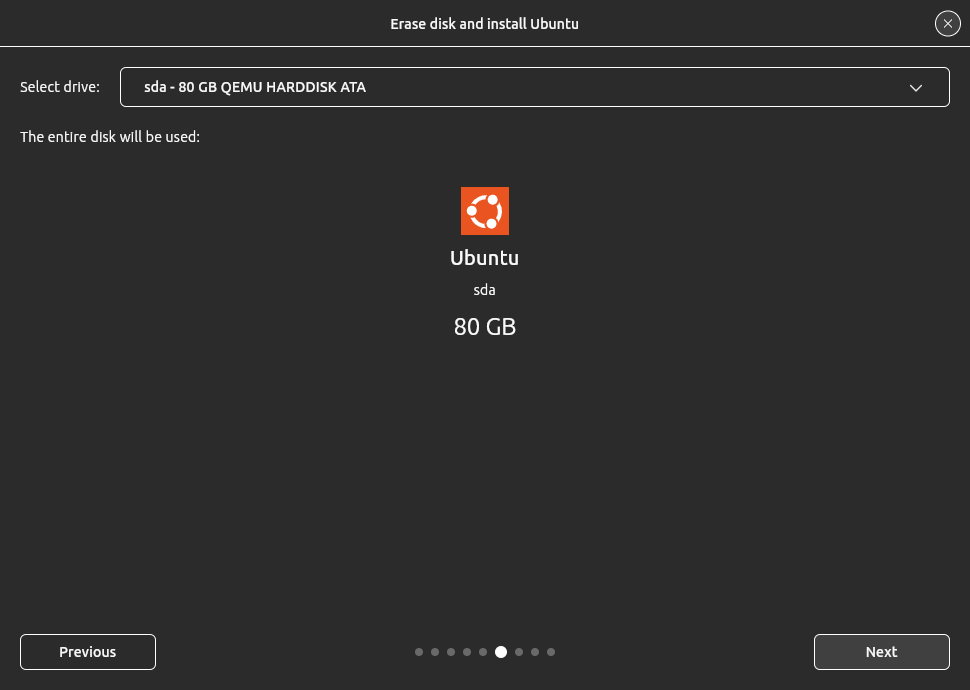 Erase disk and install Ubuntu
Select drive:
sda - 80 GB QEMU HARDDISK ATA
The entire disk will be used:
Ubuntu
sda
80 GB
Previous
Next